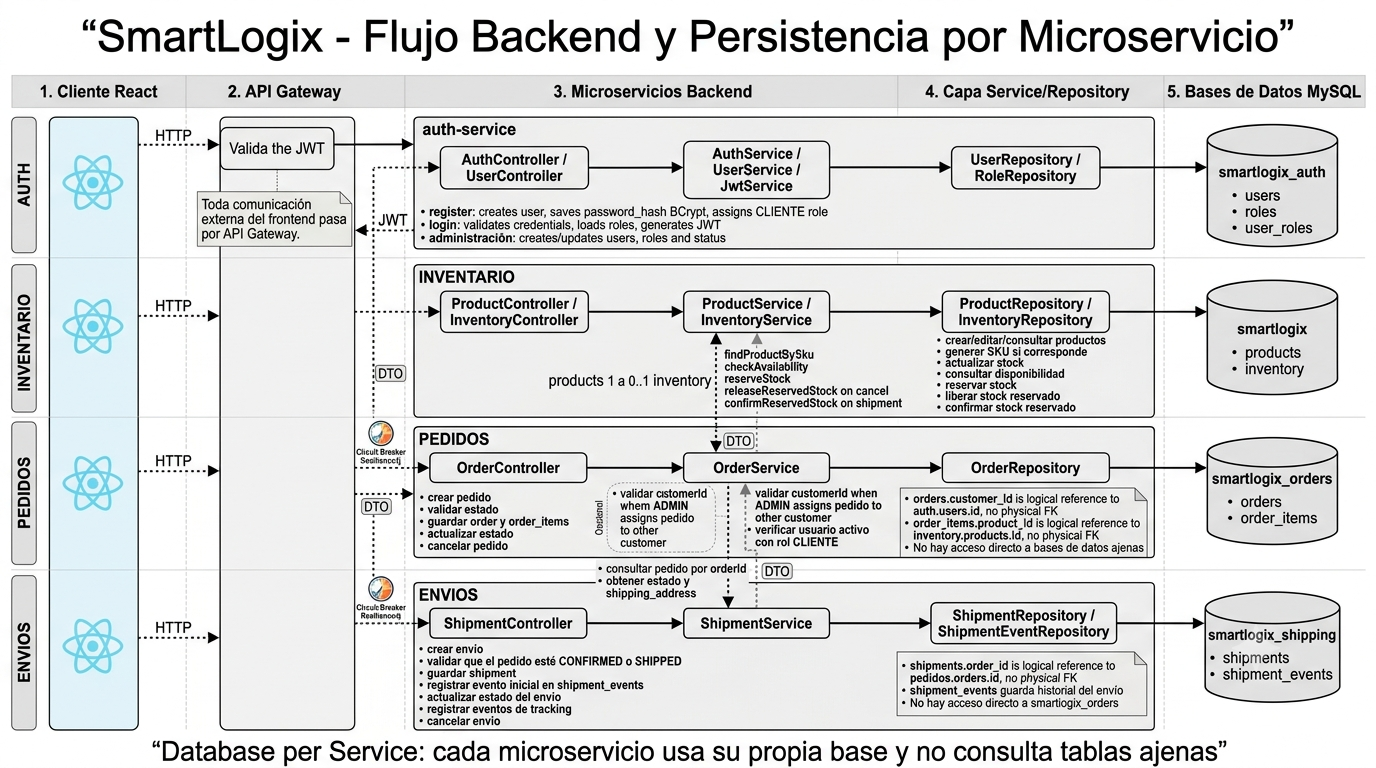 “SmartLogix - Flujo Backend y Persistencia por Microservicio”
1. Cliente React
2. API Gateway
3. Microservicios Backend
4. Capa Service/Repository
5. Bases de Datos MySQL
AUTH
HTTP
Valida the JWT
Toda comunicación
externa del frontend pasa
por API Gateway.
JWT
auth-service
AuthController /
UserController
AuthService /
UserService /
JwtService
UserRepository /
RoleRepository
• register: creates user, saves password_hash BCrypt, assigns CLIENTE role
• login: validates credentials, loads roles, generates JWT
• administración: creates/updates users, roles and status
smartlogix_auth
• users
• roles
• user_roles
INVENTARIO
HTTP
DTO
INVENTARIO
ProductController /
InventoryController
ProductService /
InventoryService
ProductRepository /
InventoryRepository
products 1 a 0..1 inventory
findProductBySku
checkAvailability
reserveStock
releaseReservedStock on cancel
confirmReservedStock on shipment
• crear/editar/consultar productos
• generer SKU si corresponde
• actualizar stock
• consultar disponibilidad
• reservar stock
• liberar stock reservado
• confirmar stock reservado
smartlogix
• products
• inventory
PEDIDOS
HTTP
Breaker
DTO
PEDIDOS
DTO
OrderController
OrderService
OrderRepository
• crear pedido
• validar estado
• guardar order y order_items
• actualizar estado
• cancelar pedido
• validar customerId
whem ADMIN
assigns pedido
to other
customer
validar customerId when
ADMIN assigns pedido to
other customer
• verificar usuario activo
con rol CLIENTE
• orders.customer_Id is logical reference to
auth.users.id, no physical FK
• order_items.product_Id is logical reference to
inventory.products.Id, no physical FK
• No hay acceso directo a bases de datos ajenas
smartlogix_orders
• orders
• order_items
• consultar pedido por orderId
• obtener estado y
shipping_address
DTO
ENVIOS
HTTP
Breaker
ENVIOS
ShipmentController
ShipmentService
ShipmentRepository /
ShipmentEventRepository
• crear envío
• validar que el pedido esté CONFIRMED o SHIPPED
• guardar shipment
• registrar evento inicial en shipment_events
• actualizar estado del envio
• registrar eventos de tracking
• cancelar envio
• shipments.order_id is logical reference to
pedidos.orders.id, no physical FK
• shipment_events guarda historial del envío
• No hay acceso directo a smartlogix_orders
smartlogix_shipping
• shipments
• shipment_events
“Database per Service: cada microservicio usa su propia base y no consulta tablas ajenas”